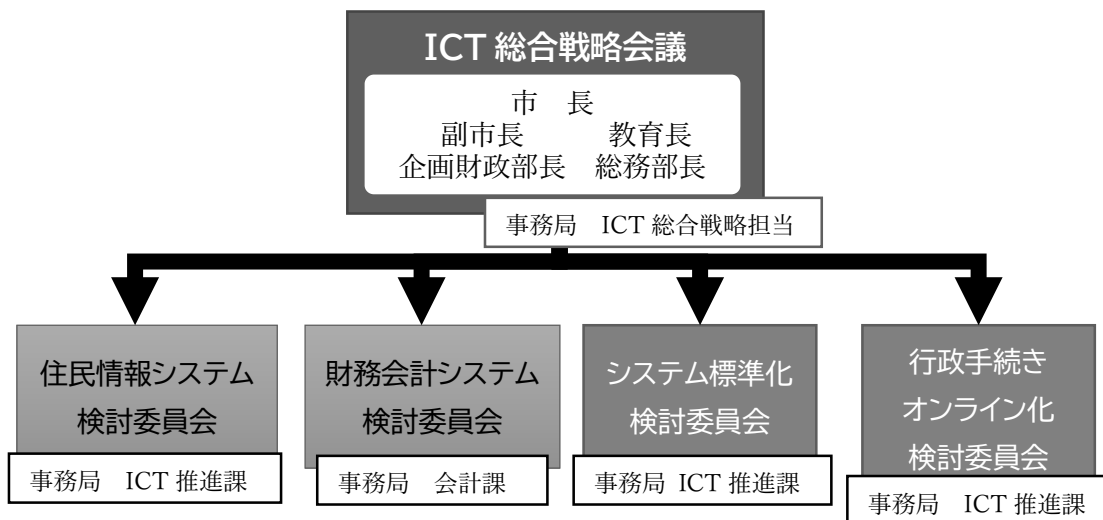 ICT 総合戦略会議
市　長
副市長　教育長
企画財政部長　総務部長
事務局　ICT 総合戦略担当
住民情報システム
検討委員会
事務局　ICT 推進課
財務会計システム
検討委員会
事務局　会計課
システム標準化
検討委員会
事務局 ICT 推進課
行政手続き
オンライン化
検討委員会
事務局　ICT 推進課